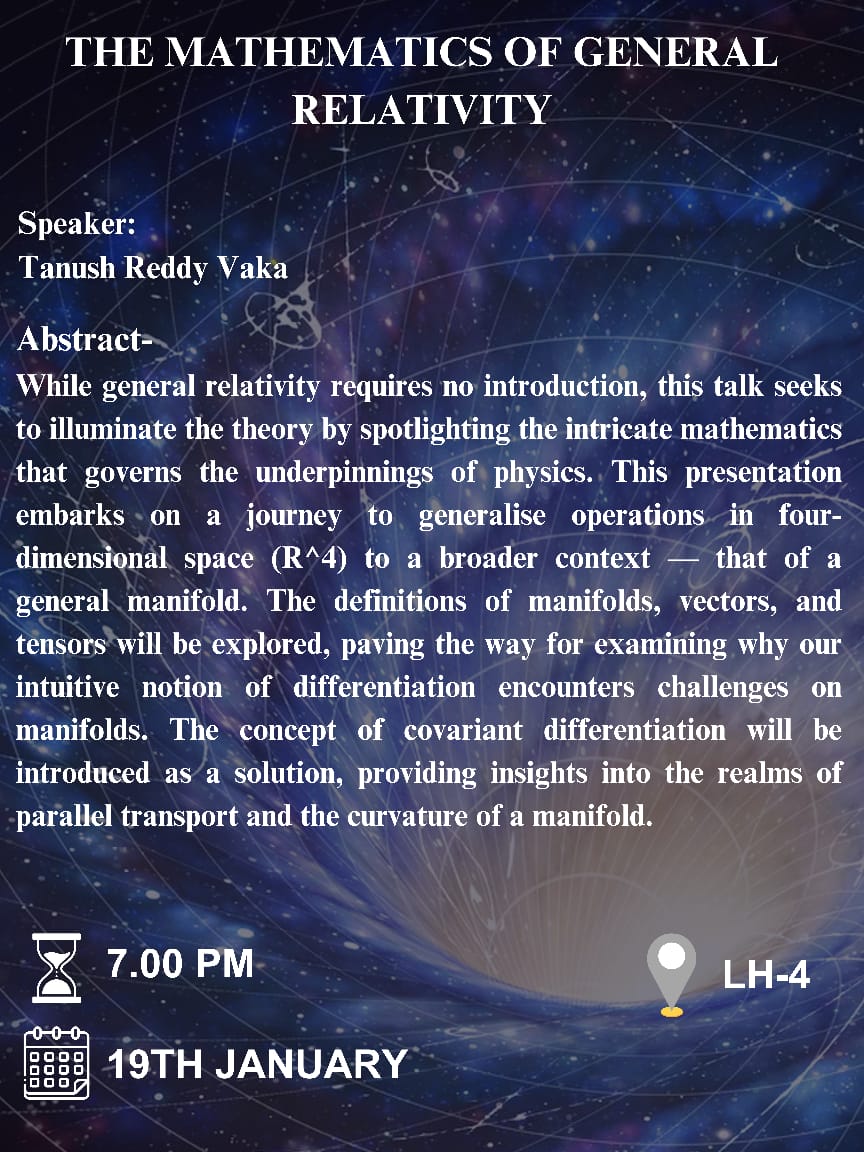 THE MATHEMATICS OF GENERAL
RELATIVITY
Speaker:
Tanush Reddy Vaka
Abstract-
While general relativity requires no introduction, this talk seeks
to illuminate the theory by spotlighting the intricate mathematics
that governs the underpinnings of physics. This presentation
embarks on a journey to generalise operations in four-
dimensional space (R^4) to a broader context — that of a
general manifold. The definitions of manifolds, vectors, and
tensors will be explored, paving the way for examining why our
intuitive notion of differentiation encounters challenges on
manifolds. The concept of covariant differentiation will be
introduced as a solution, providing insights into the realms of
parallel transport and the curvature of a manifold.
7.00 PM
LH-4
19TH JANUARY